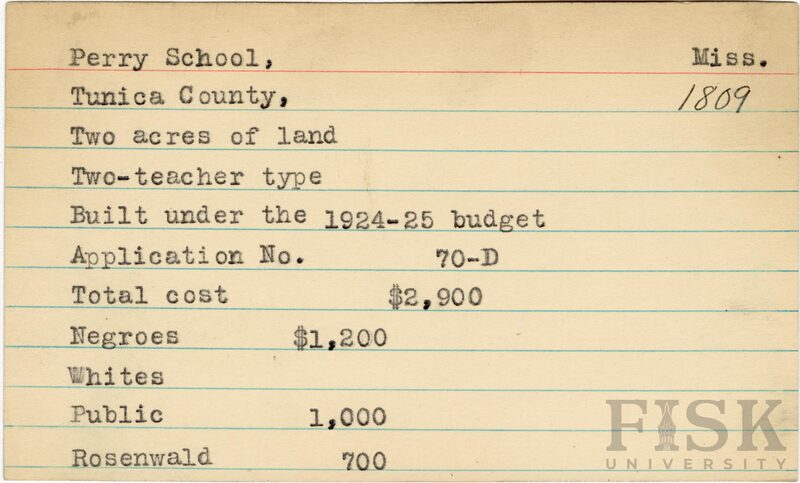 Perry School, Miss.
Tunica County, 1809
Two acres of land
Two-teacher type
Built under the 1924-25 budget
Application No. 70-D
Total cost $2,900
Negroes $1,200
Whites
Public 1,000
Rosenwald 700
FISK
UNIVERSITY